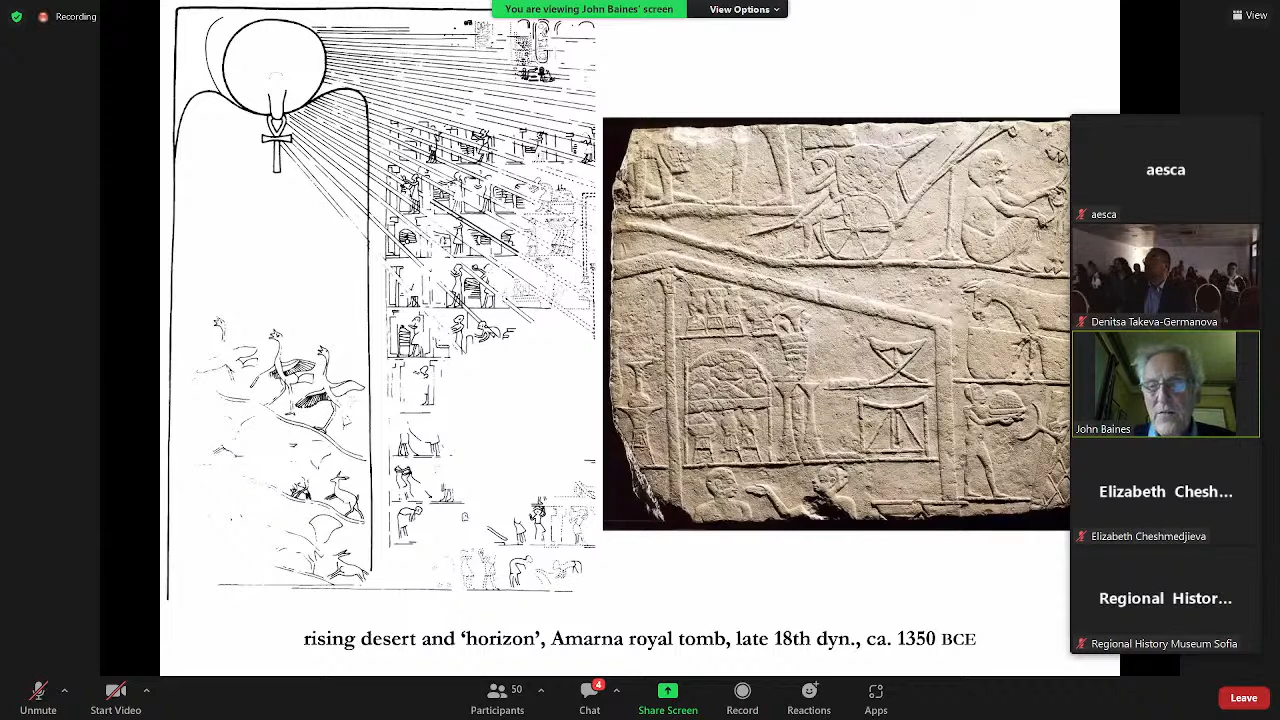 Recording
You are viewing John Baines' screen
View Options
View
aesca
aesca
Denitsa Takeva-Germanova
John Baines
Elizabeth Chesh...
Elizabeth Cheshmedjieva
Regional Histor...
Regional History Museum Sofia
rising desert and ‘horizon’, Amarna royal tomb, late 18th dyn., ca. 1350 BCE
Unmute
Start Video
50
Participants
4
Chat
Share Screen
Record
Reactions
Apps
Leave